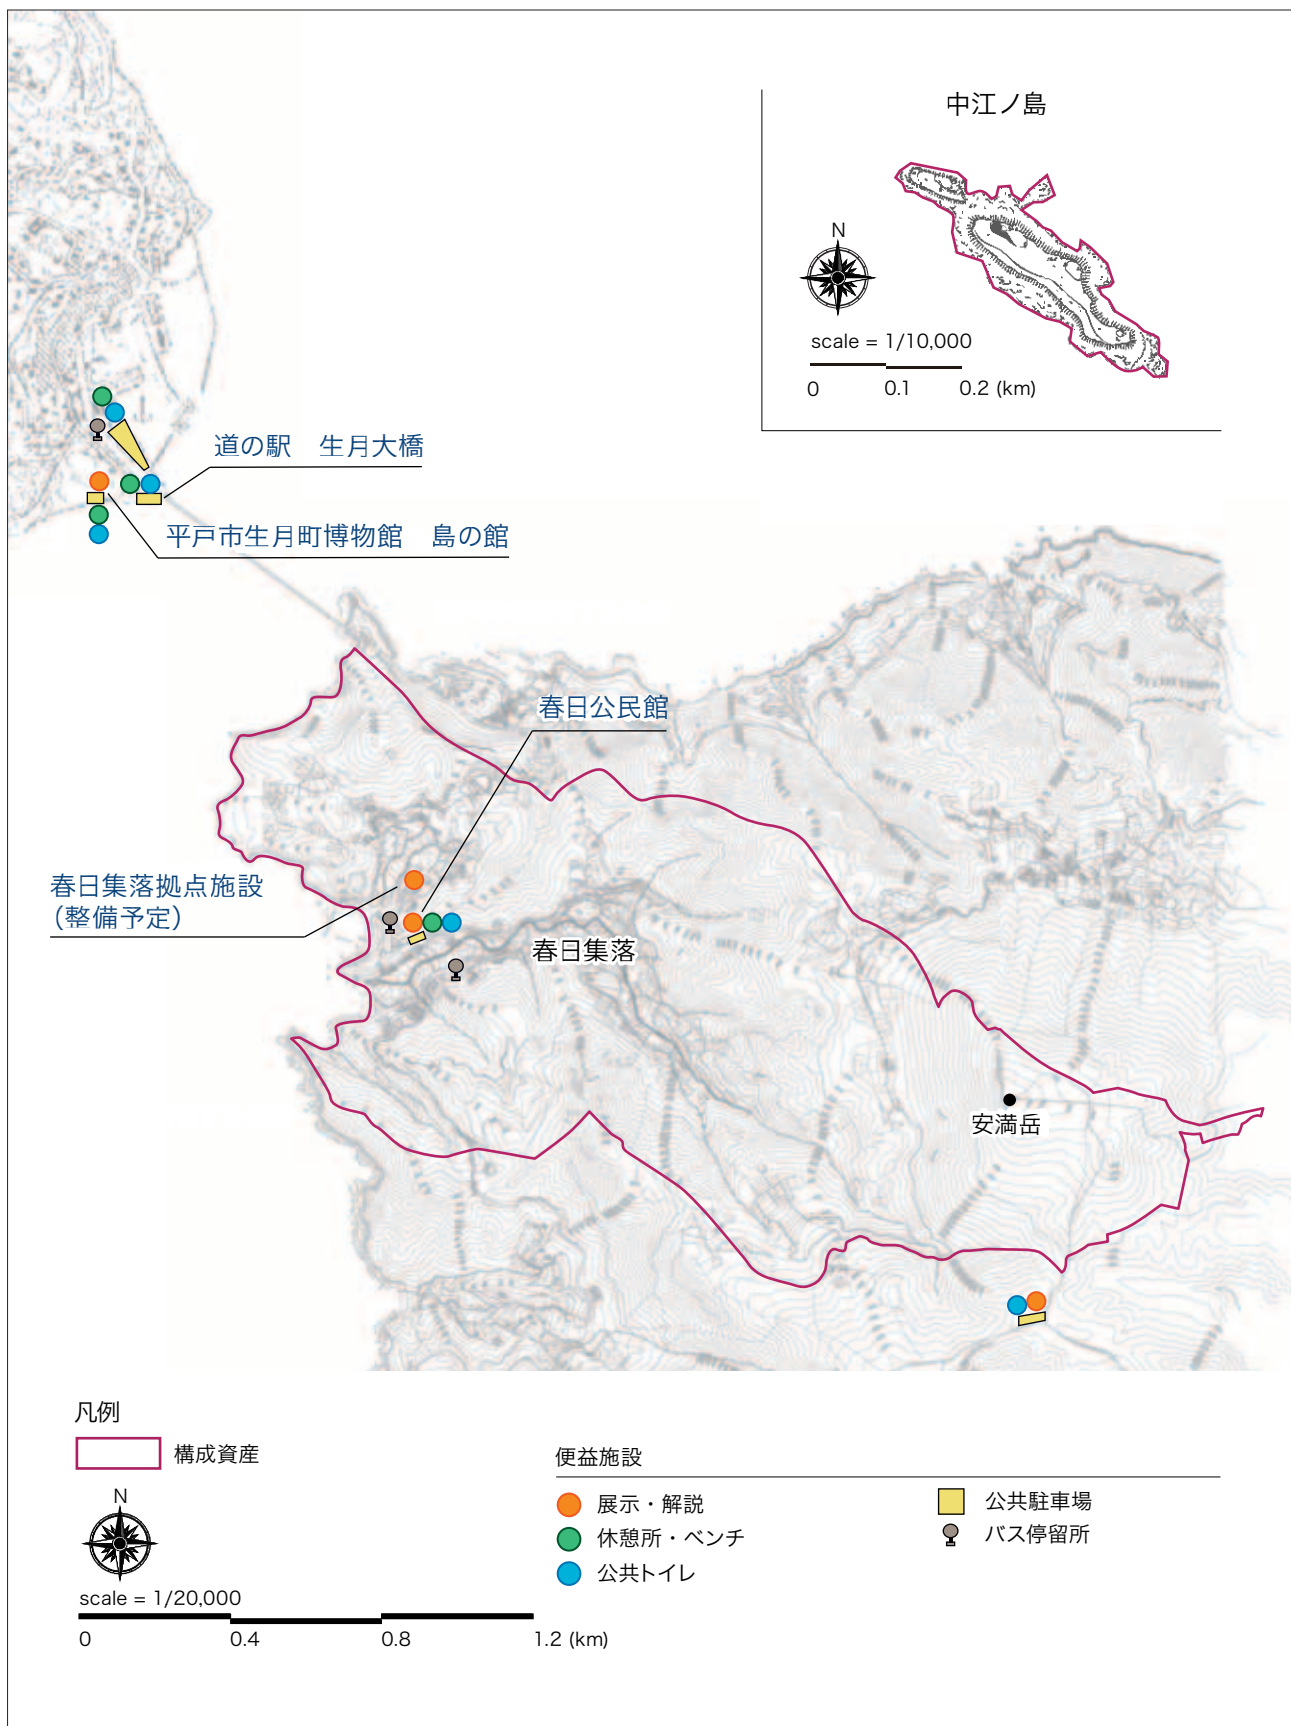 中江ノ島
N
scale = 1/10,000
0 0.1 0.2 (km)
道の駅　生月大橋
平戸市生月町博物館　島の館
春日公民館
春日集落拠点施設
(整備予定)
春日集落
安満岳
凡例
構成資産
N
scale = 1/20,000
0 0.4 0.8 1.2 (km)
便益施設
展示・解説
休憩所・ベンチ
公共トイレ
公共駐車場
バス停留所